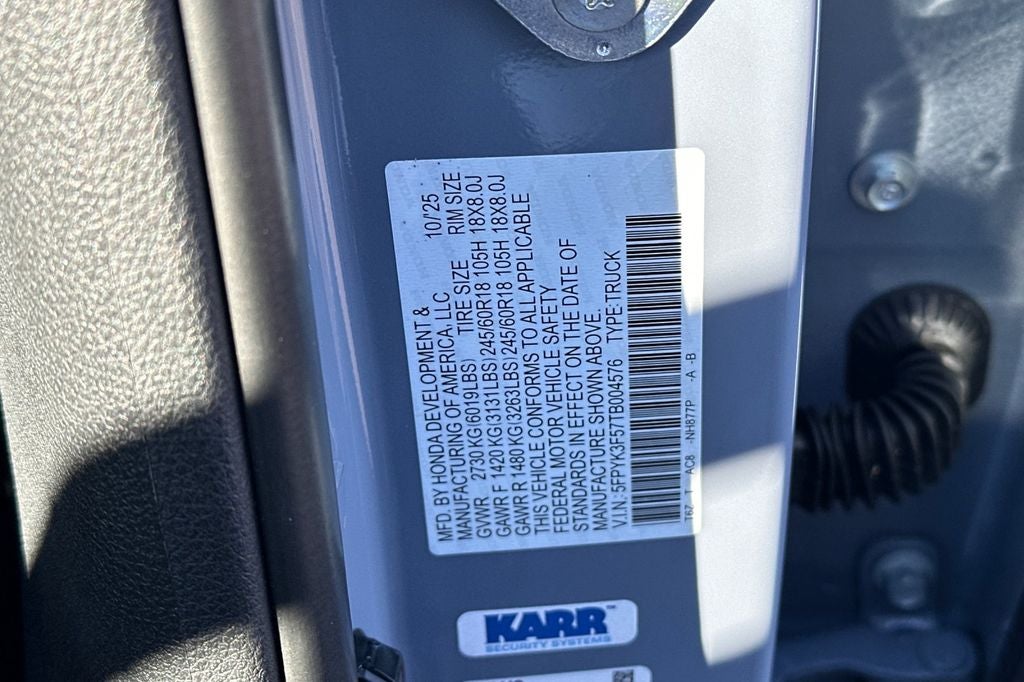 MFD. BY HONDA DEVELOPMENT &
MANUFACTURING OF AMERICA, LLC 10/'25
GVWR 2730 KG(6019LBS) TIRE SIZE RIM SIZE
GAWR F 1420 KG(3131LBS)245/60R18 105H 18X8.0J
GAWR R 1480 KG(3263LBS)245/60R18 105H 18X8.0J
THIS VEHICLE CONFORMS TO ALL APPLICABLE
FEDERAL MOTOR VEHICLE SAFETY
STANDARDS IN EFFECT ON THE DATE OF
MANUFACTURE SHOWN ABOVE.
V.I.N.:5FPYK3F57TB004576 TYPE:TRUCK
T6Z T AC8 -NH877P -A -B
KARR™
SECURITY SYSTEMS